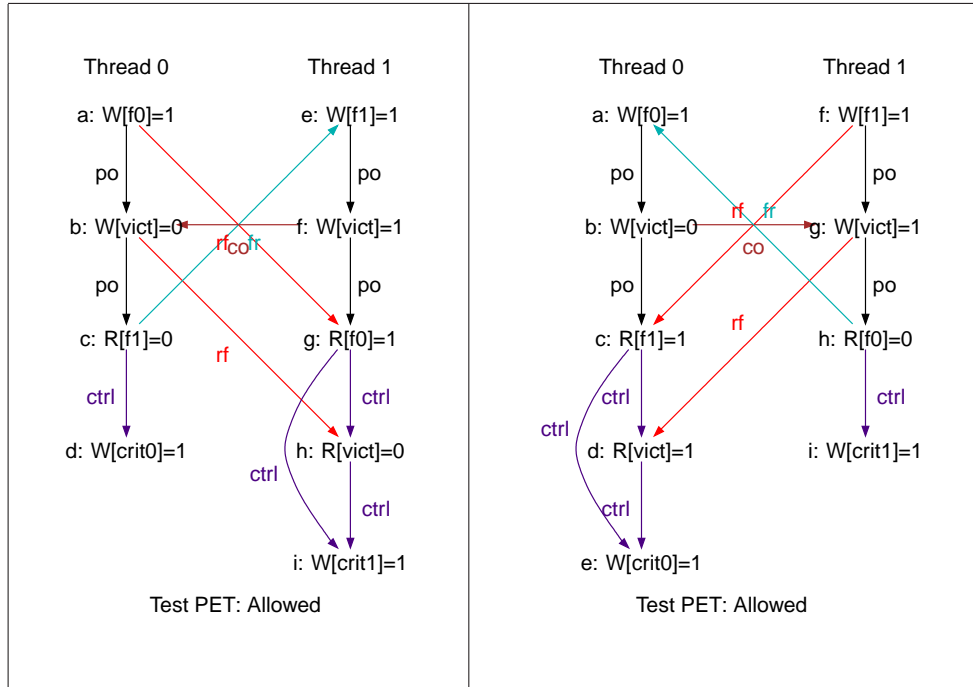 Thread 0 Thread 1
a: W[f0]=1 e: W[f1]=1
po po
b: W[vict]=0 f: W[vict]=1
rf co fr
po po
c: R[f1]=0 g: R[f0]=1
rf
ctrl ctrl
d: W[crit0]=1 h: R[vict]=0
ctrl
ctrl
i: W[crit1]=1
Test PET: Allowed
Thread 0 Thread 1
a: W[f0]=1 f: W[f1]=1
po po
rf fr
b: W[vict]=0 g: W[vict]=1
co
po po
rf
c: R[f1]=1 h: R[f0]=0
ctrl ctrl
ctrl
d: R[vict]=1 i: W[crit1]=1
ctrl
e: W[crit0]=1
Test PET: Allowed